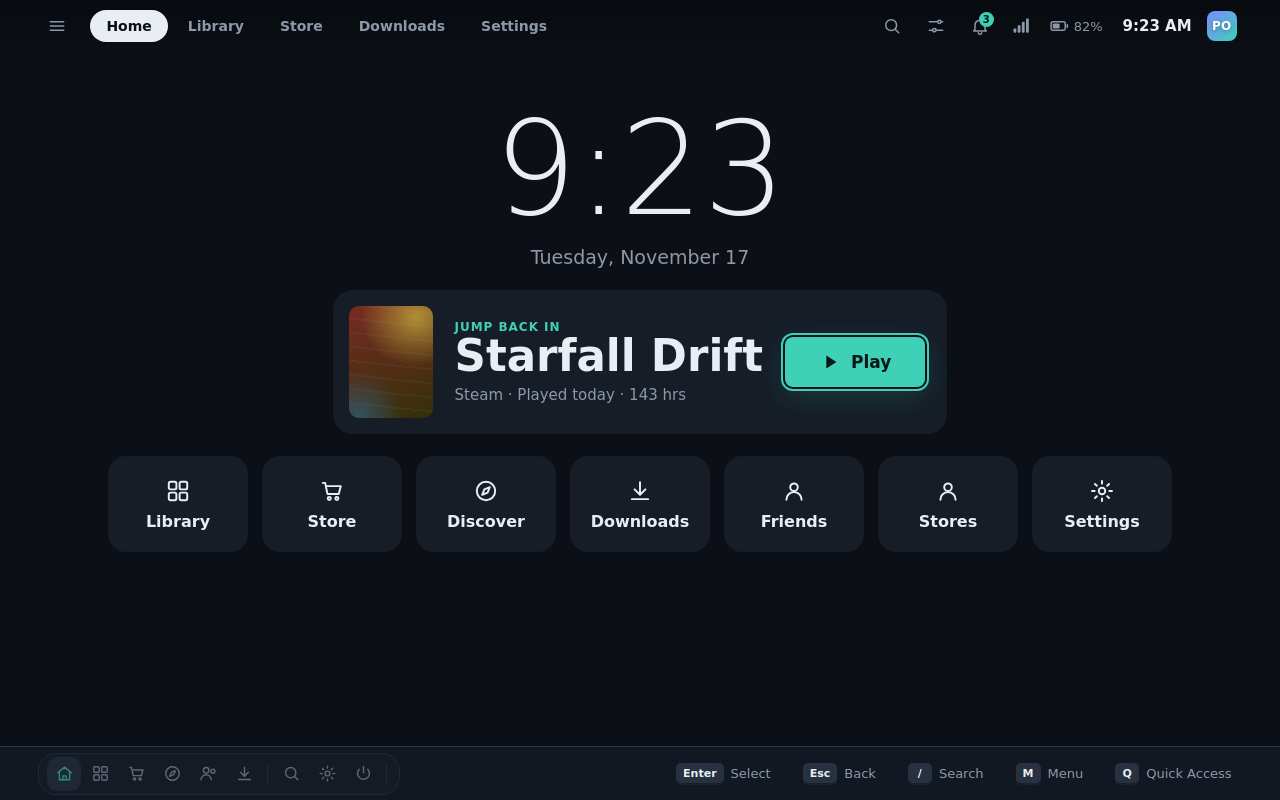 Home Library Store Downloads Settings 3 82% 9:23 AM PO
9:23
Tuesday, November 17
JUMP BACK IN
Starfall Drift
Steam · Played today · 143 hrs
Play
Library Store Discover Downloads Friends Stores Settings
Enter Select Esc Back / Search M Menu Q Quick Access